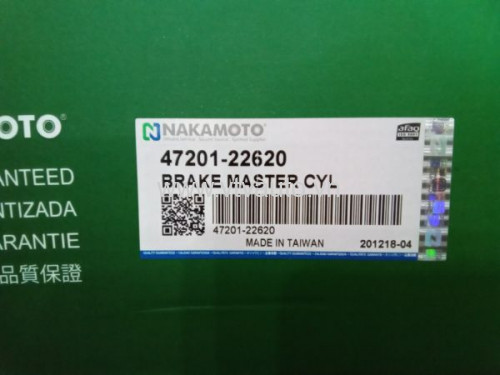 OTO®
ANTEED
NTIZADA
ARANTIE
品質保證
NAKAMOTO®
afaq
47201-22620
BRAKE MASTER CYL
47201-22620
MADE IN TAIWAN
201218-04